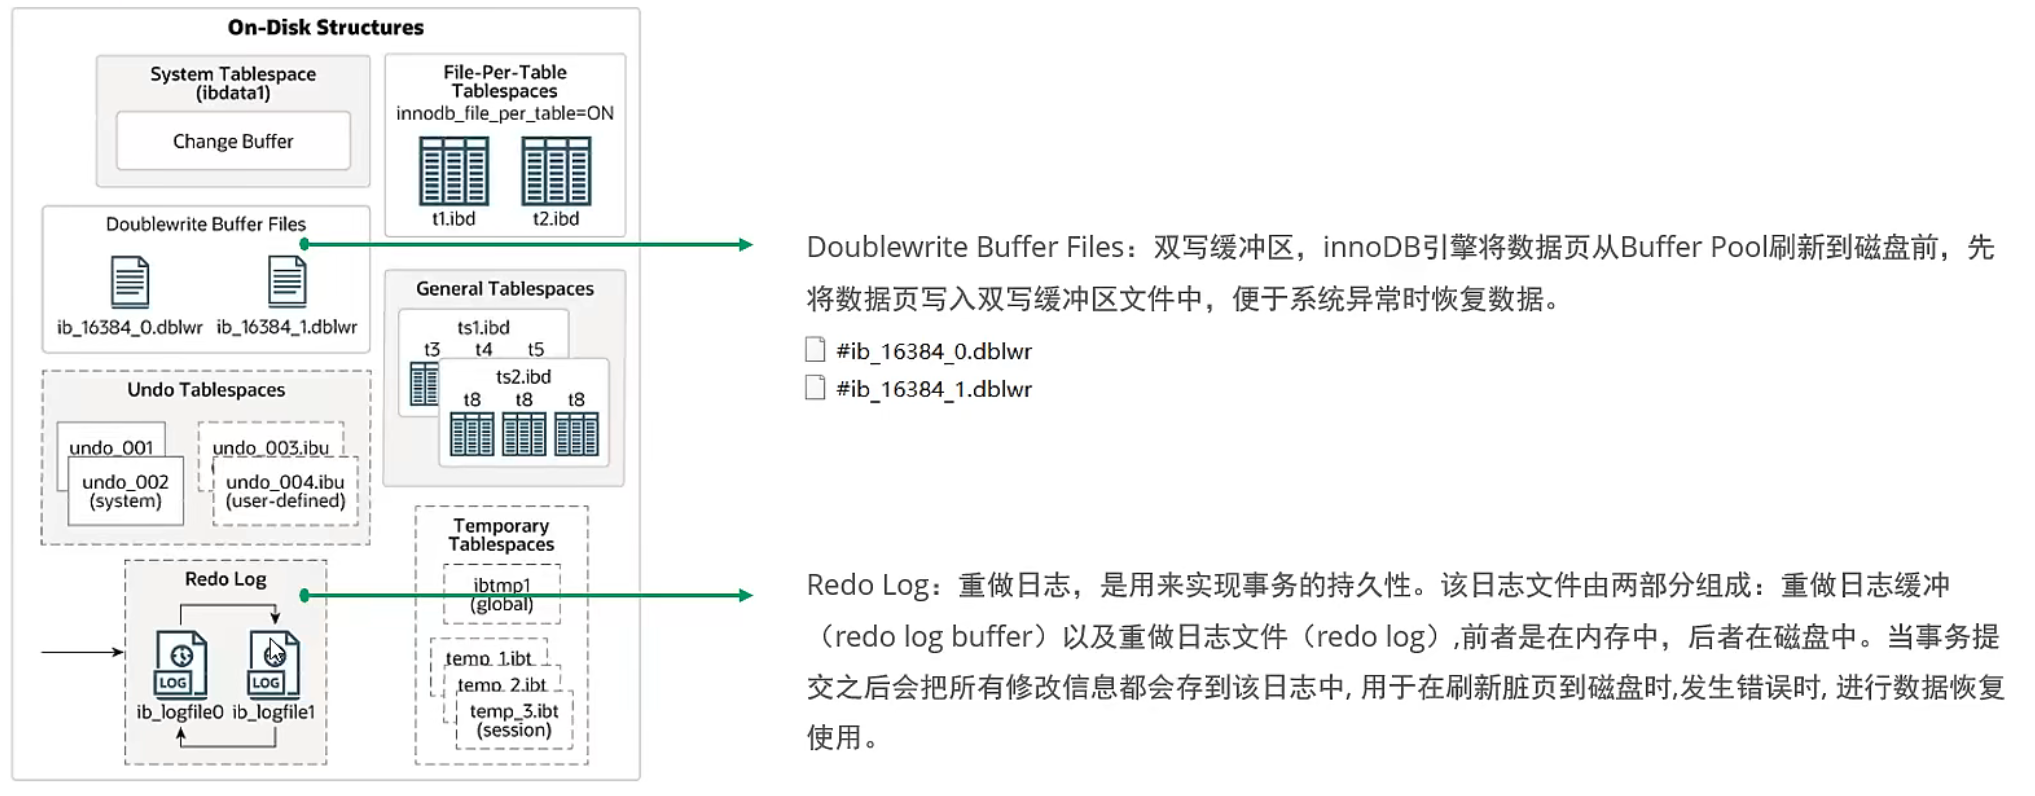 On-Disk Structures
System Tablespace
(ibdata1)
Change Buffer
File-Per-Table
Tablespaces
innodb_file_per_table=ON
t1.ibd
t2.ibd
Doublewrite Buffer Files
ib_16384_0.dblwr
ib_16384_1.dblwr
General Tablespaces
ts1.ibd
t3 t4 t5
ts2.ibd
t8 t8 t8
Undo Tablespaces
undo_001
undo_002
(system)
undo_003.ibu
undo_004.ibu
(user-defined)
Temporary
Tablespaces
ibtmp1
(global)
temp_1.ibt
temp_2.ibt
temp_3.ibt
(session)
Redo Log
LOG
LOG
ib_logfile0
ib_logfile1
Doublewrite Buffer Files：双写缓冲区，innoDB引擎将数据页从Buffer Pool刷新到磁盘前，先
将数据页写入双写缓冲区文件中，便于系统异常时恢复数据。
#ib_16384_0.dblwr
#ib_16384_1.dblwr
Redo Log：重做日志，是用来实现事务的持久性。该日志文件由两部分组成：重做日志缓冲
（redo log buffer）以及重做日志文件（redo log）,前者是在内存中，后者在磁盘中。当事务提
交之后会把所有修改信息都会存到该日志中, 用于在刷新脏页到磁盘时,发生错误时, 进行数据恢复
使用。